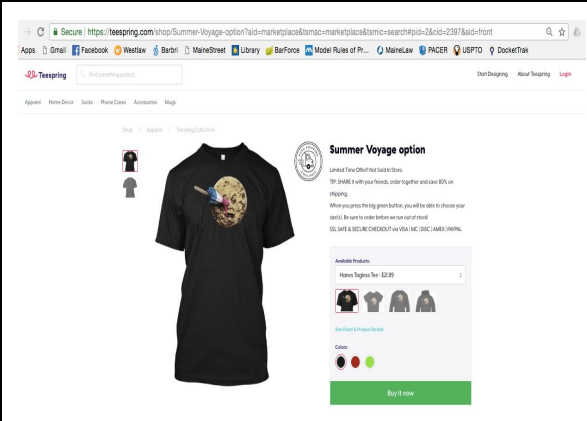 Secure | https://teespring.com/shop/Summer-Voyage-option?aid=marketplace&tsmac=marketplace&tsmic=search#pid=2&cid=2397&sid=front
Apps Gmail Facebook Westlaw Barbri MaineStreet Library BarForce Model Rules of Pr... MaineLaw PACER USPTO DocketTrak
Teespring Find something perfect Start Designing About Teespring Login
Apparel Home Decor Socks Phone Cases Accessories Mugs
Shop / Apparel / Trending Collection
Summer Voyage option
Limited Time Offer!! Not Sold In Store.
TIP: SHARE it with your friends, order together and save 80% on
shipping.
When you press the big green button, you will be able to choose your
size(s). Be sure to order before we run out of stock!
SSL SAFE & SECURE CHECKOUT via VISA | MC | DISC | AMEX | PAYPAL
Available Products:
Hanes Tagless Tee - $21.99
Size Chart & Product Details
Colors:
Buy it now